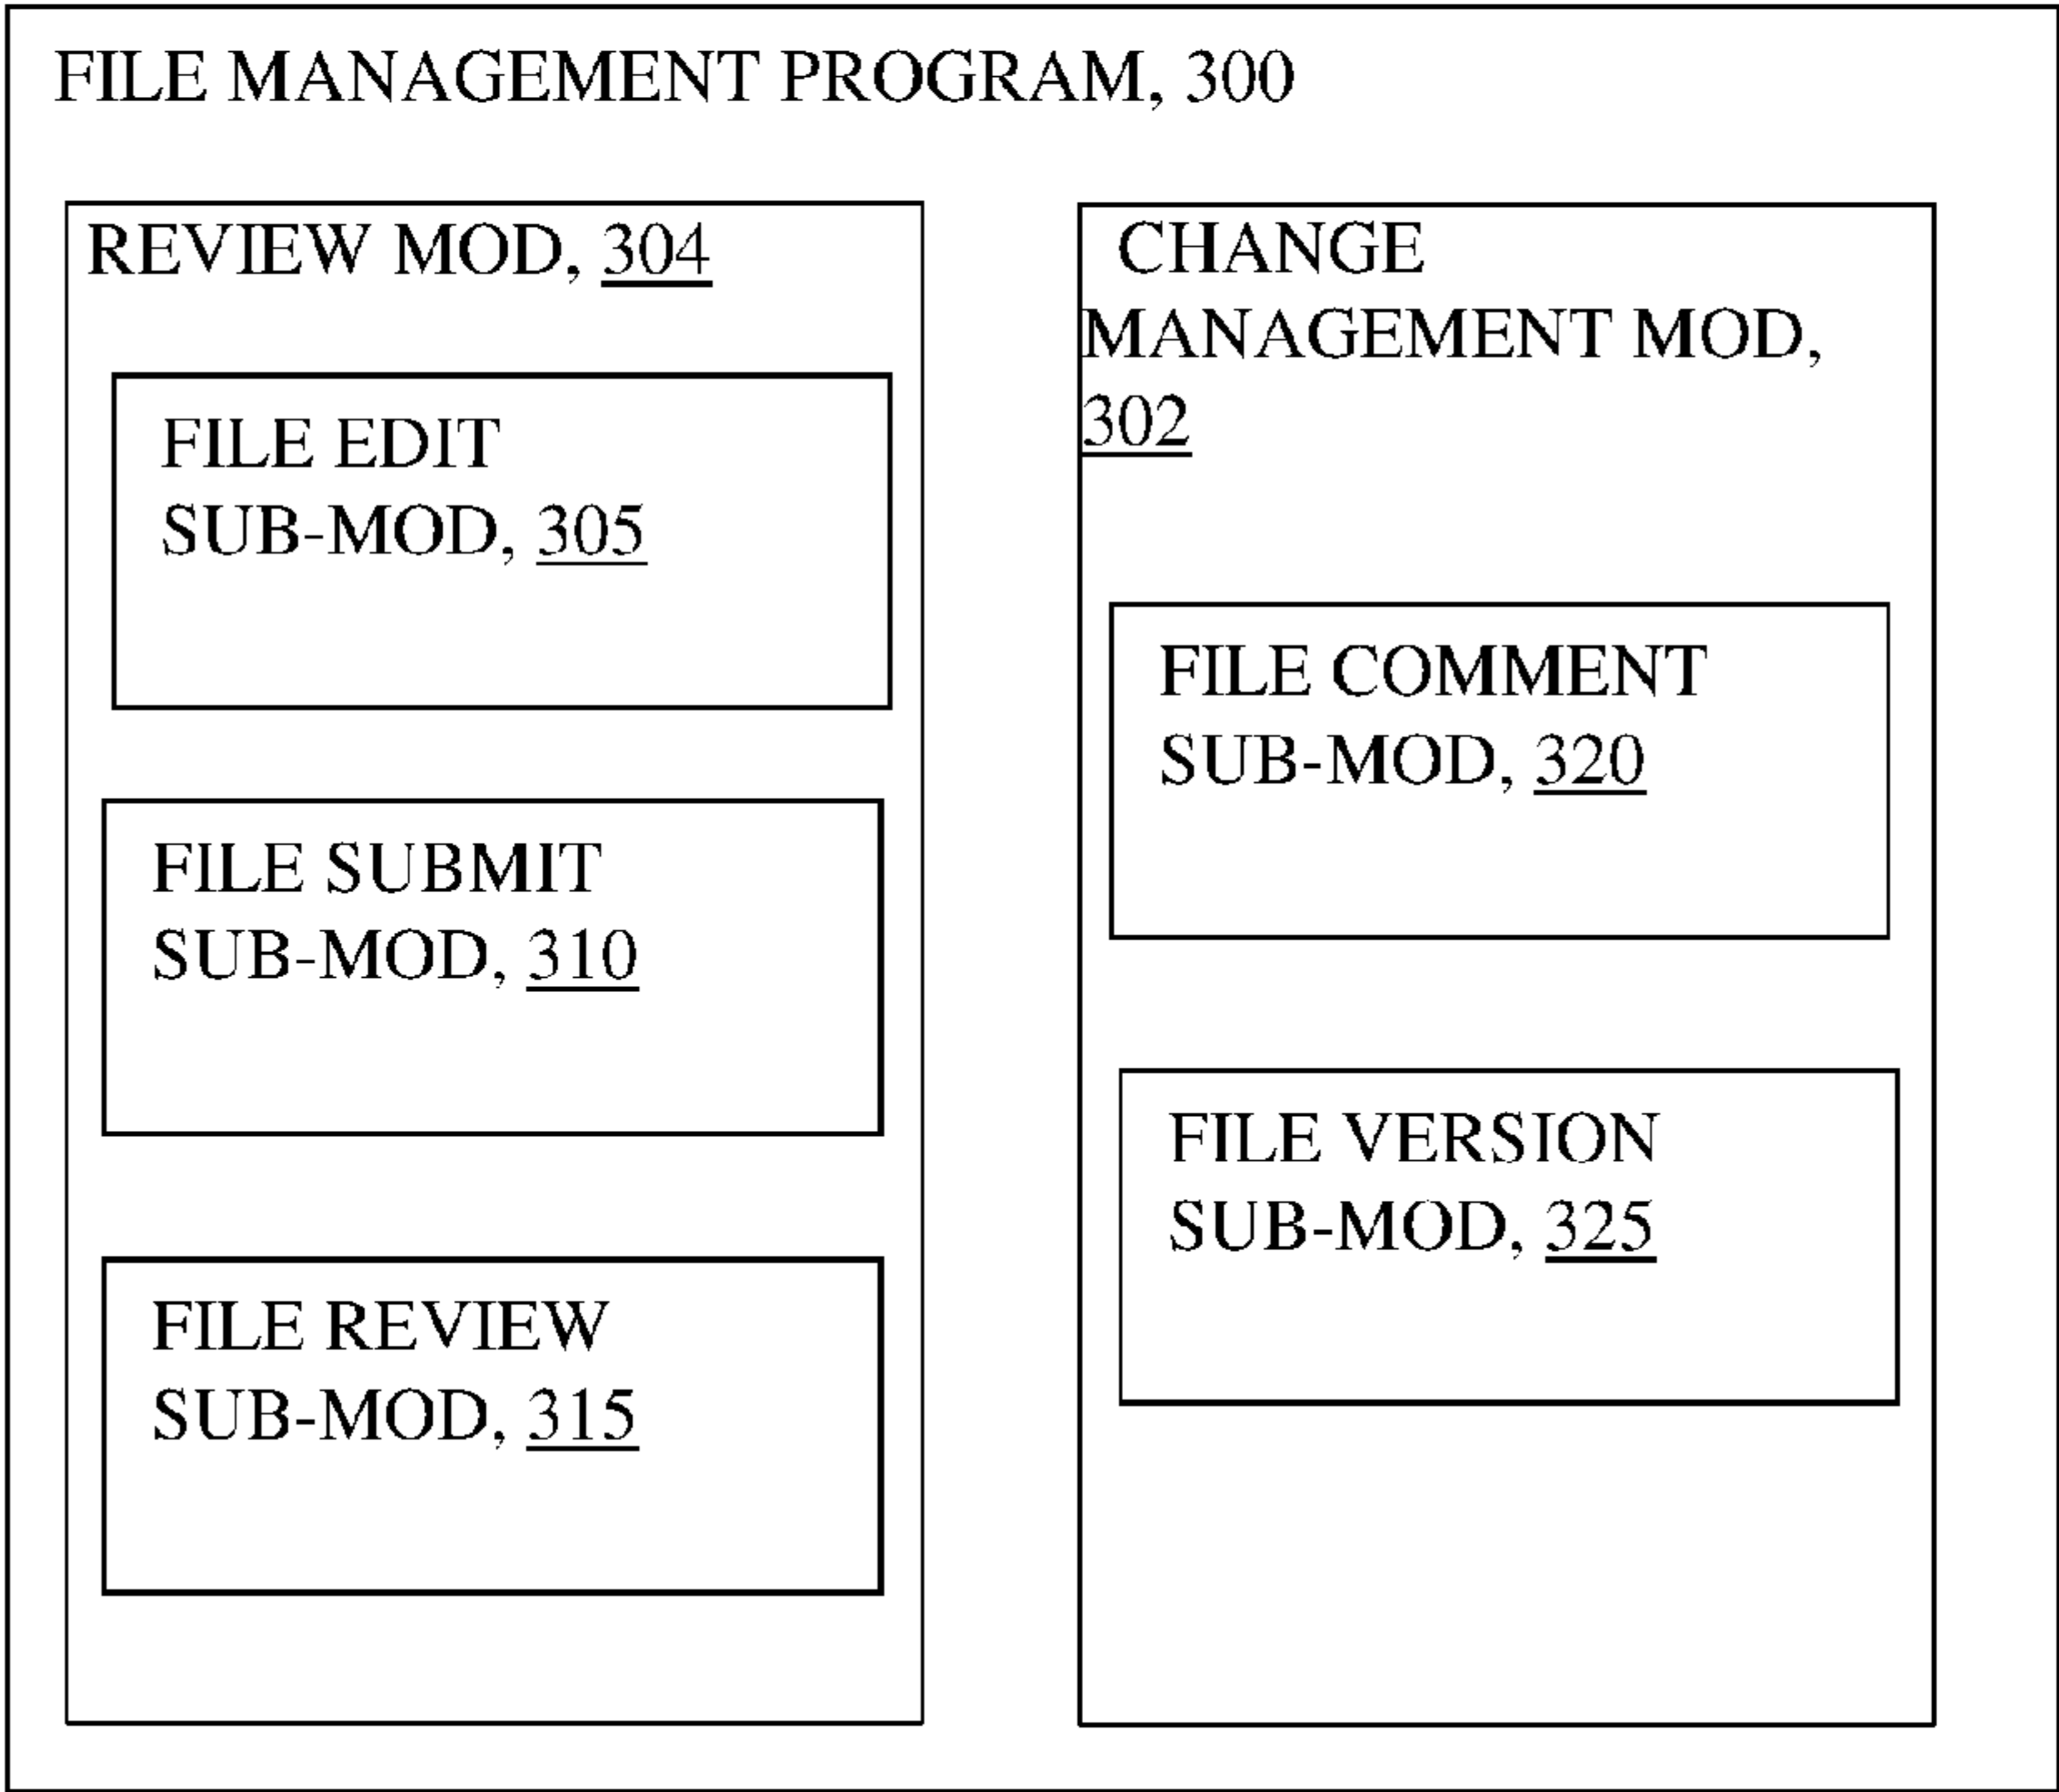 FILE MANAGEMENT PROGRAM, 300
REVIEW MOD, 304
FILE EDIT
SUB-MOD, 305
FILE SUBMIT
SUB-MOD, 310
FILE REVIEW
SUB-MOD, 315
CHANGE
MANAGEMENT MOD,
302
FILE COMMENT
SUB-MOD, 320
FILE VERSION
SUB-MOD, 325